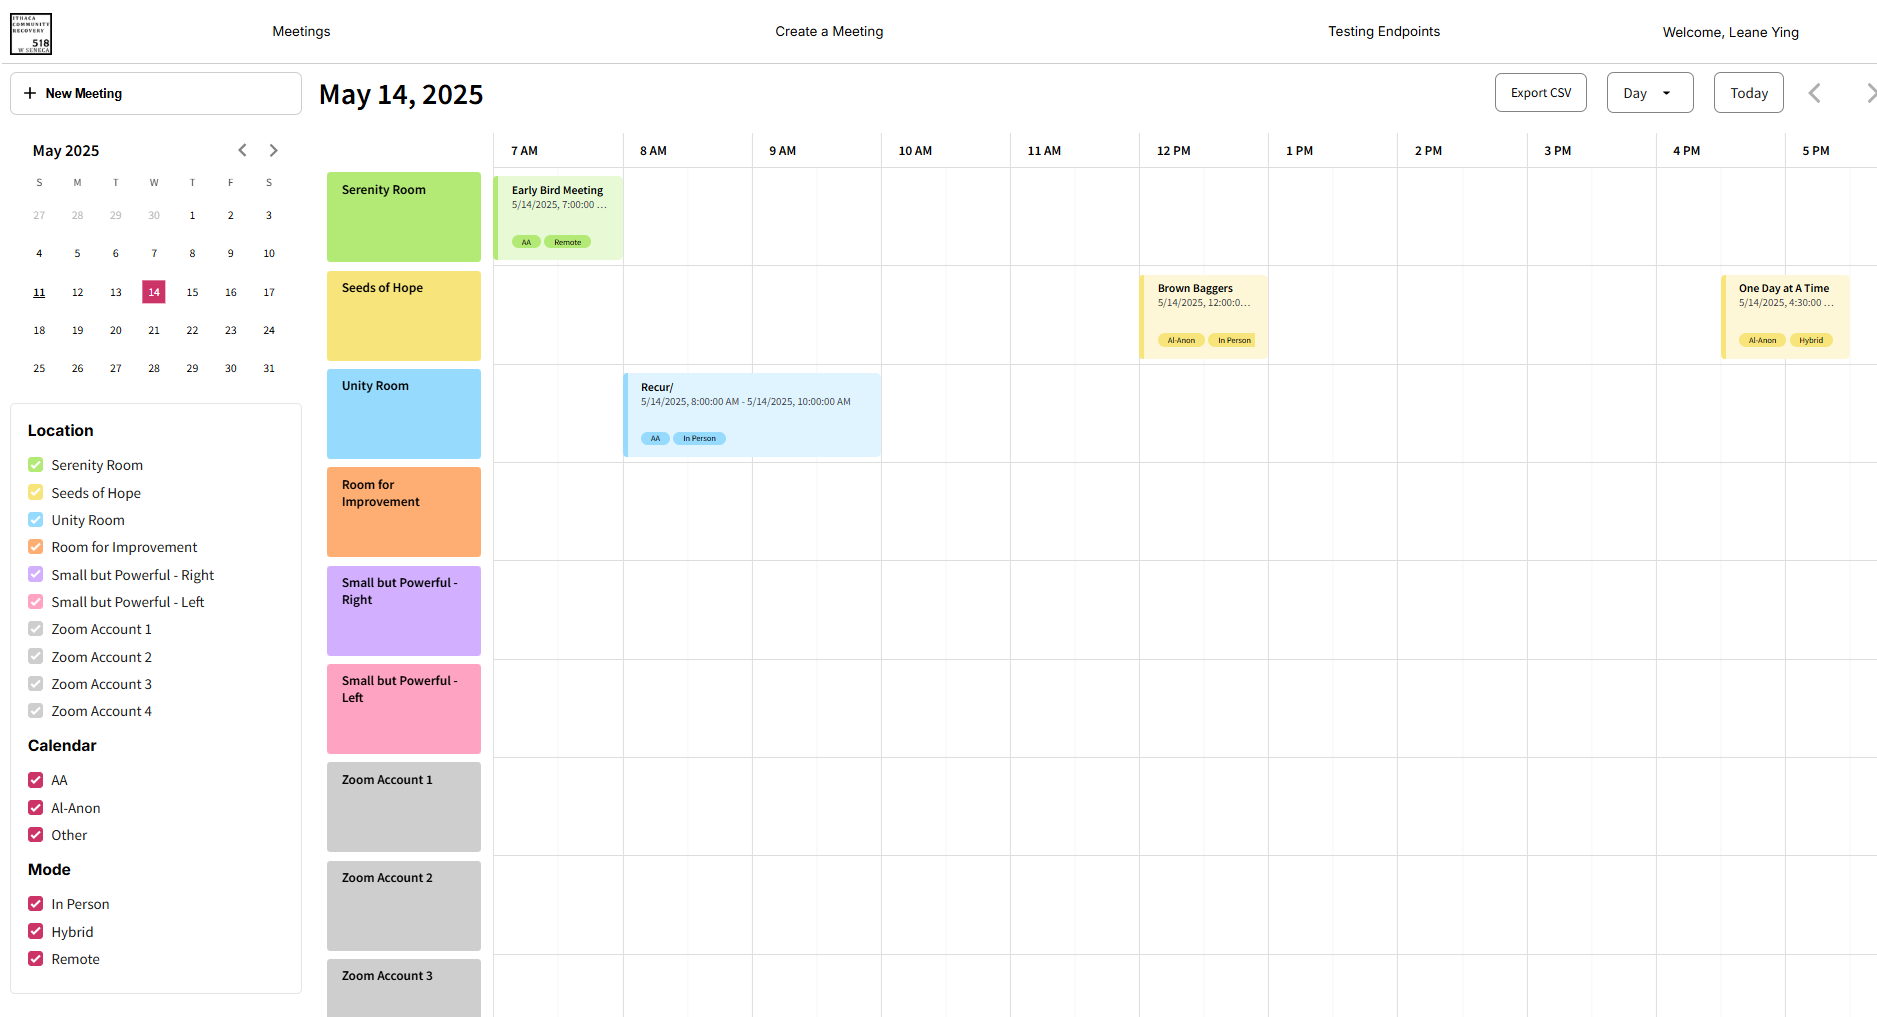 ITHACA
COMMUNITY
RECOVERY
518
W SENECA
Meetings
Create a Meeting
Testing Endpoints
Welcome, Leane Ying
New Meeting
May 14, 2025
Export CSV
Day
Today
May 2025
S M T W T F S
27 28 29 30 1 2 3
4 5 6 7 8 9 10
11 12 13 14 15 16 17
18 19 20 21 22 23 24
25 26 27 28 29 30 31
Location
Serenity Room
Seeds of Hope
Unity Room
Room for Improvement
Small but Powerful - Right
Small but Powerful - Left
Zoom Account 1
Zoom Account 2
Zoom Account 3
Zoom Account 4
Calendar
AA
Al-Anon
Other
Mode
In Person
Hybrid
Remote
7 AM 8 AM 9 AM 10 AM 11 AM 12 PM 1 PM 2 PM 3 PM 4 PM 5 PM
Serenity Room
Early Bird Meeting
5/14/2025, 7:00:00 ...
AA Remote
Seeds of Hope
Brown Baggers
5/14/2025, 12:00:0...
Al-Anon In Person
One Day at A Time
5/14/2025, 4:30:00 ...
Al-Anon Hybrid
Unity Room
Recur/
5/14/2025, 8:00:00 AM - 5/14/2025, 10:00:00 AM
AA In Person
Room for
Improvement
Small but Powerful -
Right
Small but Powerful -
Left
Zoom Account 1
Zoom Account 2
Zoom Account 3